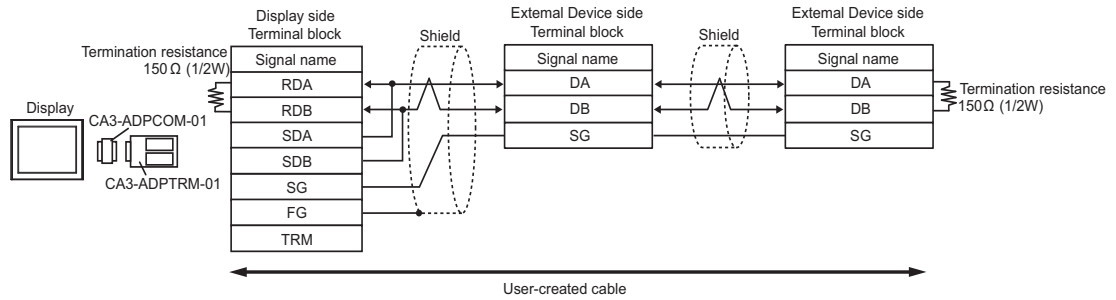 Display side
Terminal block
External Device side
Terminal block
External Device side
Terminal block
Shield
Shield
Termination resistance
150Ω (1/2W)
Signal name
RDA
RDB
SDA
SDB
SG
FG
TRM
Signal name
DA
DB
SG
Signal name
DA
DB
SG
Termination resistance
150Ω (1/2W)
Display
CA3-ADPCOM-01
CA3-ADPTRM-01
User-created cable